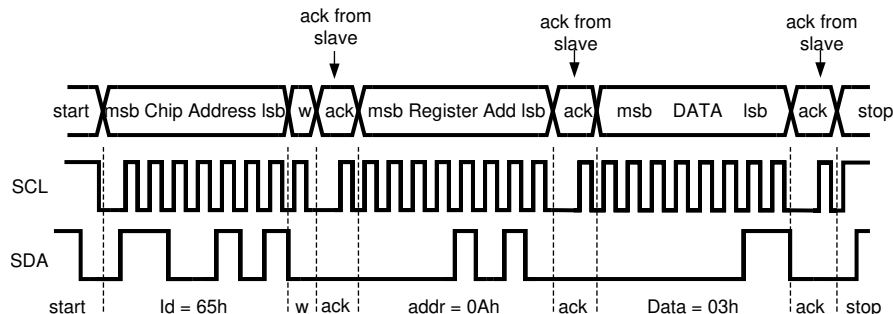 ack from
slave
ack from
slave
ack from
slave
start msb Chip Address lsb w ack msb Register Add lsb ack msb DATA lsb ack stop
SCL
SDA
start Id = 65h w ack addr = 0Ah ack Data = 03h ack stop